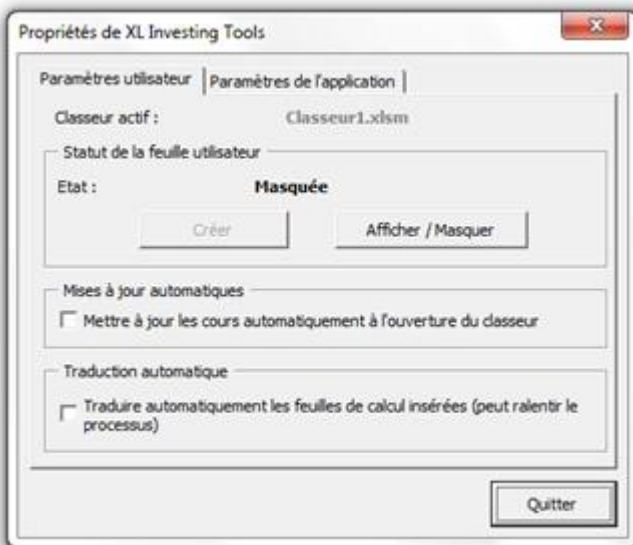 Propriétés de XL Investing Tools
Paramètres utilisateur Paramètres de l'application
Classeur actif : Classeur1.xlsm
Statut de la feuille utilisateur
Etat : Masquée
Créer Afficher / Masquer
Mises à jour automatiques
Mettre à jour les cours automatiquement à l'ouverture du classeur
Traduction automatique
Traduire automatiquement les feuilles de calcul insérées (peut ralentir le
processus)
Quitter